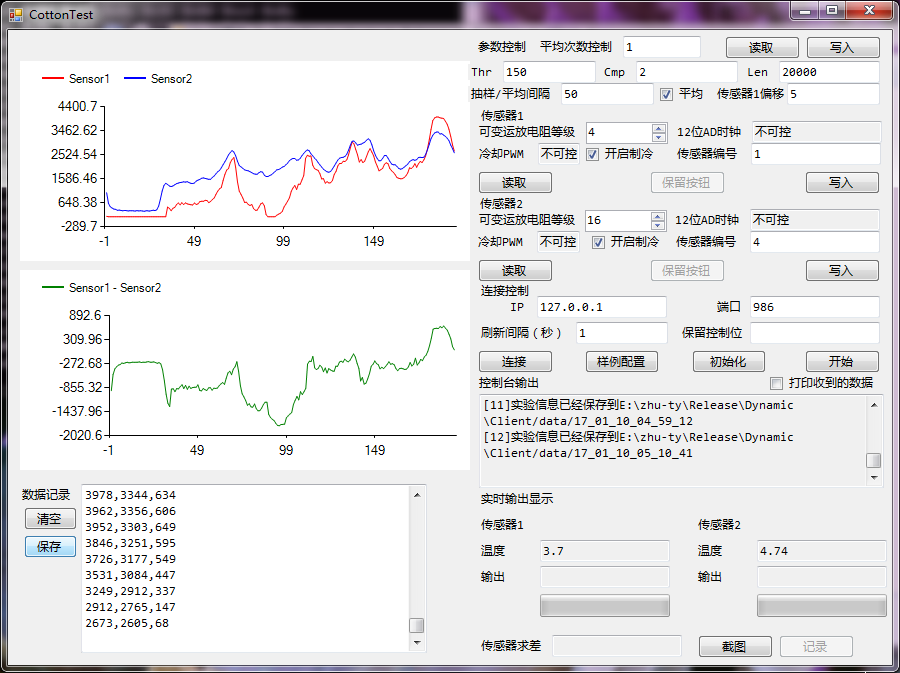 CottonTest
参数控制 平均次数控制 1 读取 写入
Thr 150 Cmp 2 Len 20000
抽样/平均间隔 50 平均 传感器1偏移 5
传感器1
可变运放电阻等级 4 12位AD时钟 不可控
冷却PWM 不可控 开启制冷 传感器编号 1
读取 保留按钮 写入
传感器2
可变运放电阻等级 16 12位AD时钟 不可控
冷却PWM 不可控 开启制冷 传感器编号 4
读取 保留按钮 写入
连接控制
IP 127.0.0.1 端口 986
刷新间隔(秒) 1 保留控制位
连接 样例配置 初始化 开始
控制台输出 打印收到的数据
[11]实验信息已经保存到E:\zhu-ty\Release\Dynamic
\Client/data/17_01_10_04_59_12
[12]实验信息已经保存到E:\zhu-ty\Release\Dynamic
\Client/data/17_01_10_05_10_41
实时输出显示
传感器1 传感器2
温度 3.7 温度 4.74
输出 输出
传感器求差 截图 记录
Sensor1 Sensor2
4400.7
3462.62
2524.54
1586.46
648.38
-289.7
-1 49 99 149
Sensor1 - Sensor2
892.6
309.96
-272.68
-855.32
-1437.96
-2020.6
-1 49 99 149
数据记录
清空
保存
3978,3344,634
3962,3356,606
3952,3303,649
3846,3251,595
3726,3177,549
3531,3084,447
3249,2912,337
2912,2765,147
2673,2605,68